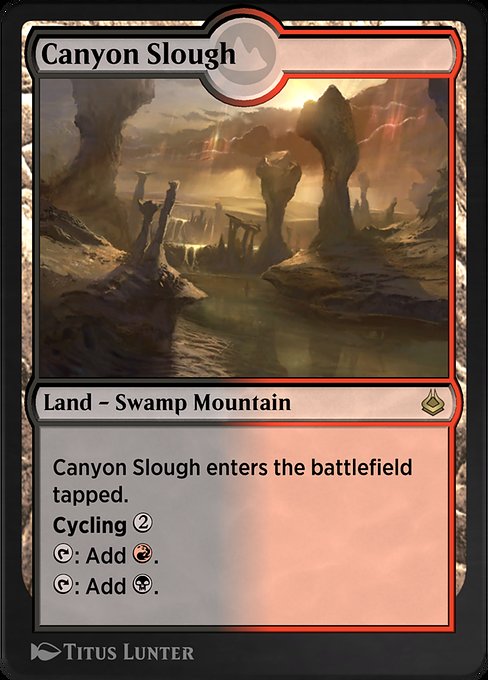 Canyon Slough
Land – Swamp Mountain
Canyon Slough enters the battlefield
tapped.
Cycling 2
: Add .
: Add .
Titus Lunter